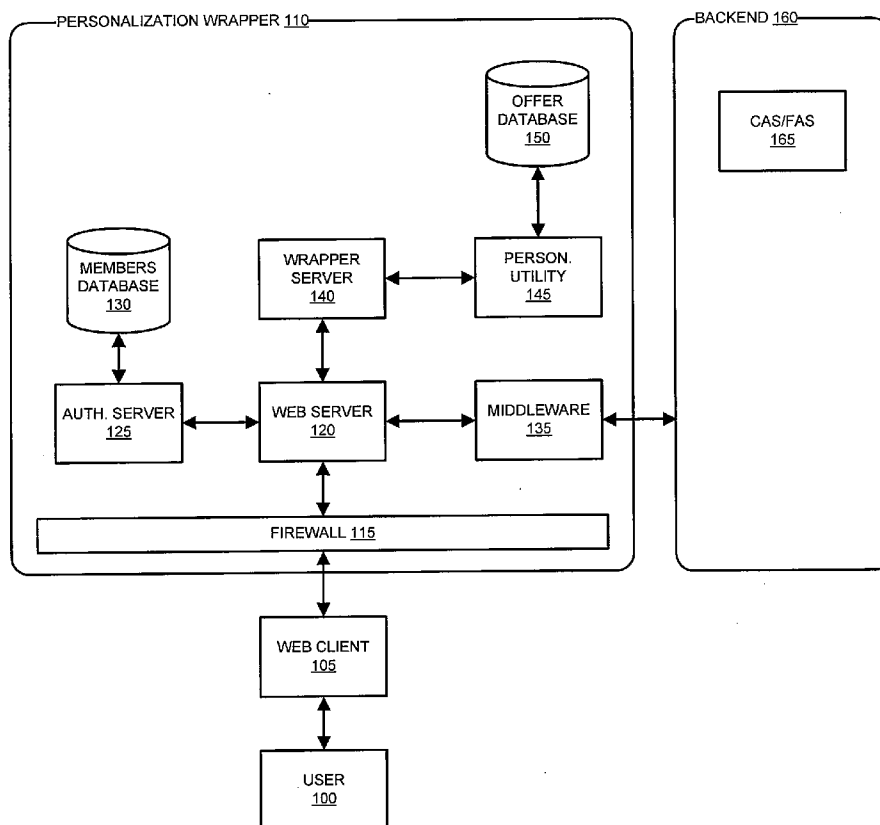 PERSONALIZATION WRAPPER 110
BACKEND 160
OFFER
DATABASE
150
CAS/FAS
165
MEMBERS
DATABASE
130
WRAPPER
SERVER
140
PERSON.
UTILITY
145
AUTH. SERVER
125
WEB SERVER
120
MIDDLEWARE
135
FIREWALL 115
WEB CLIENT
105
USER
100